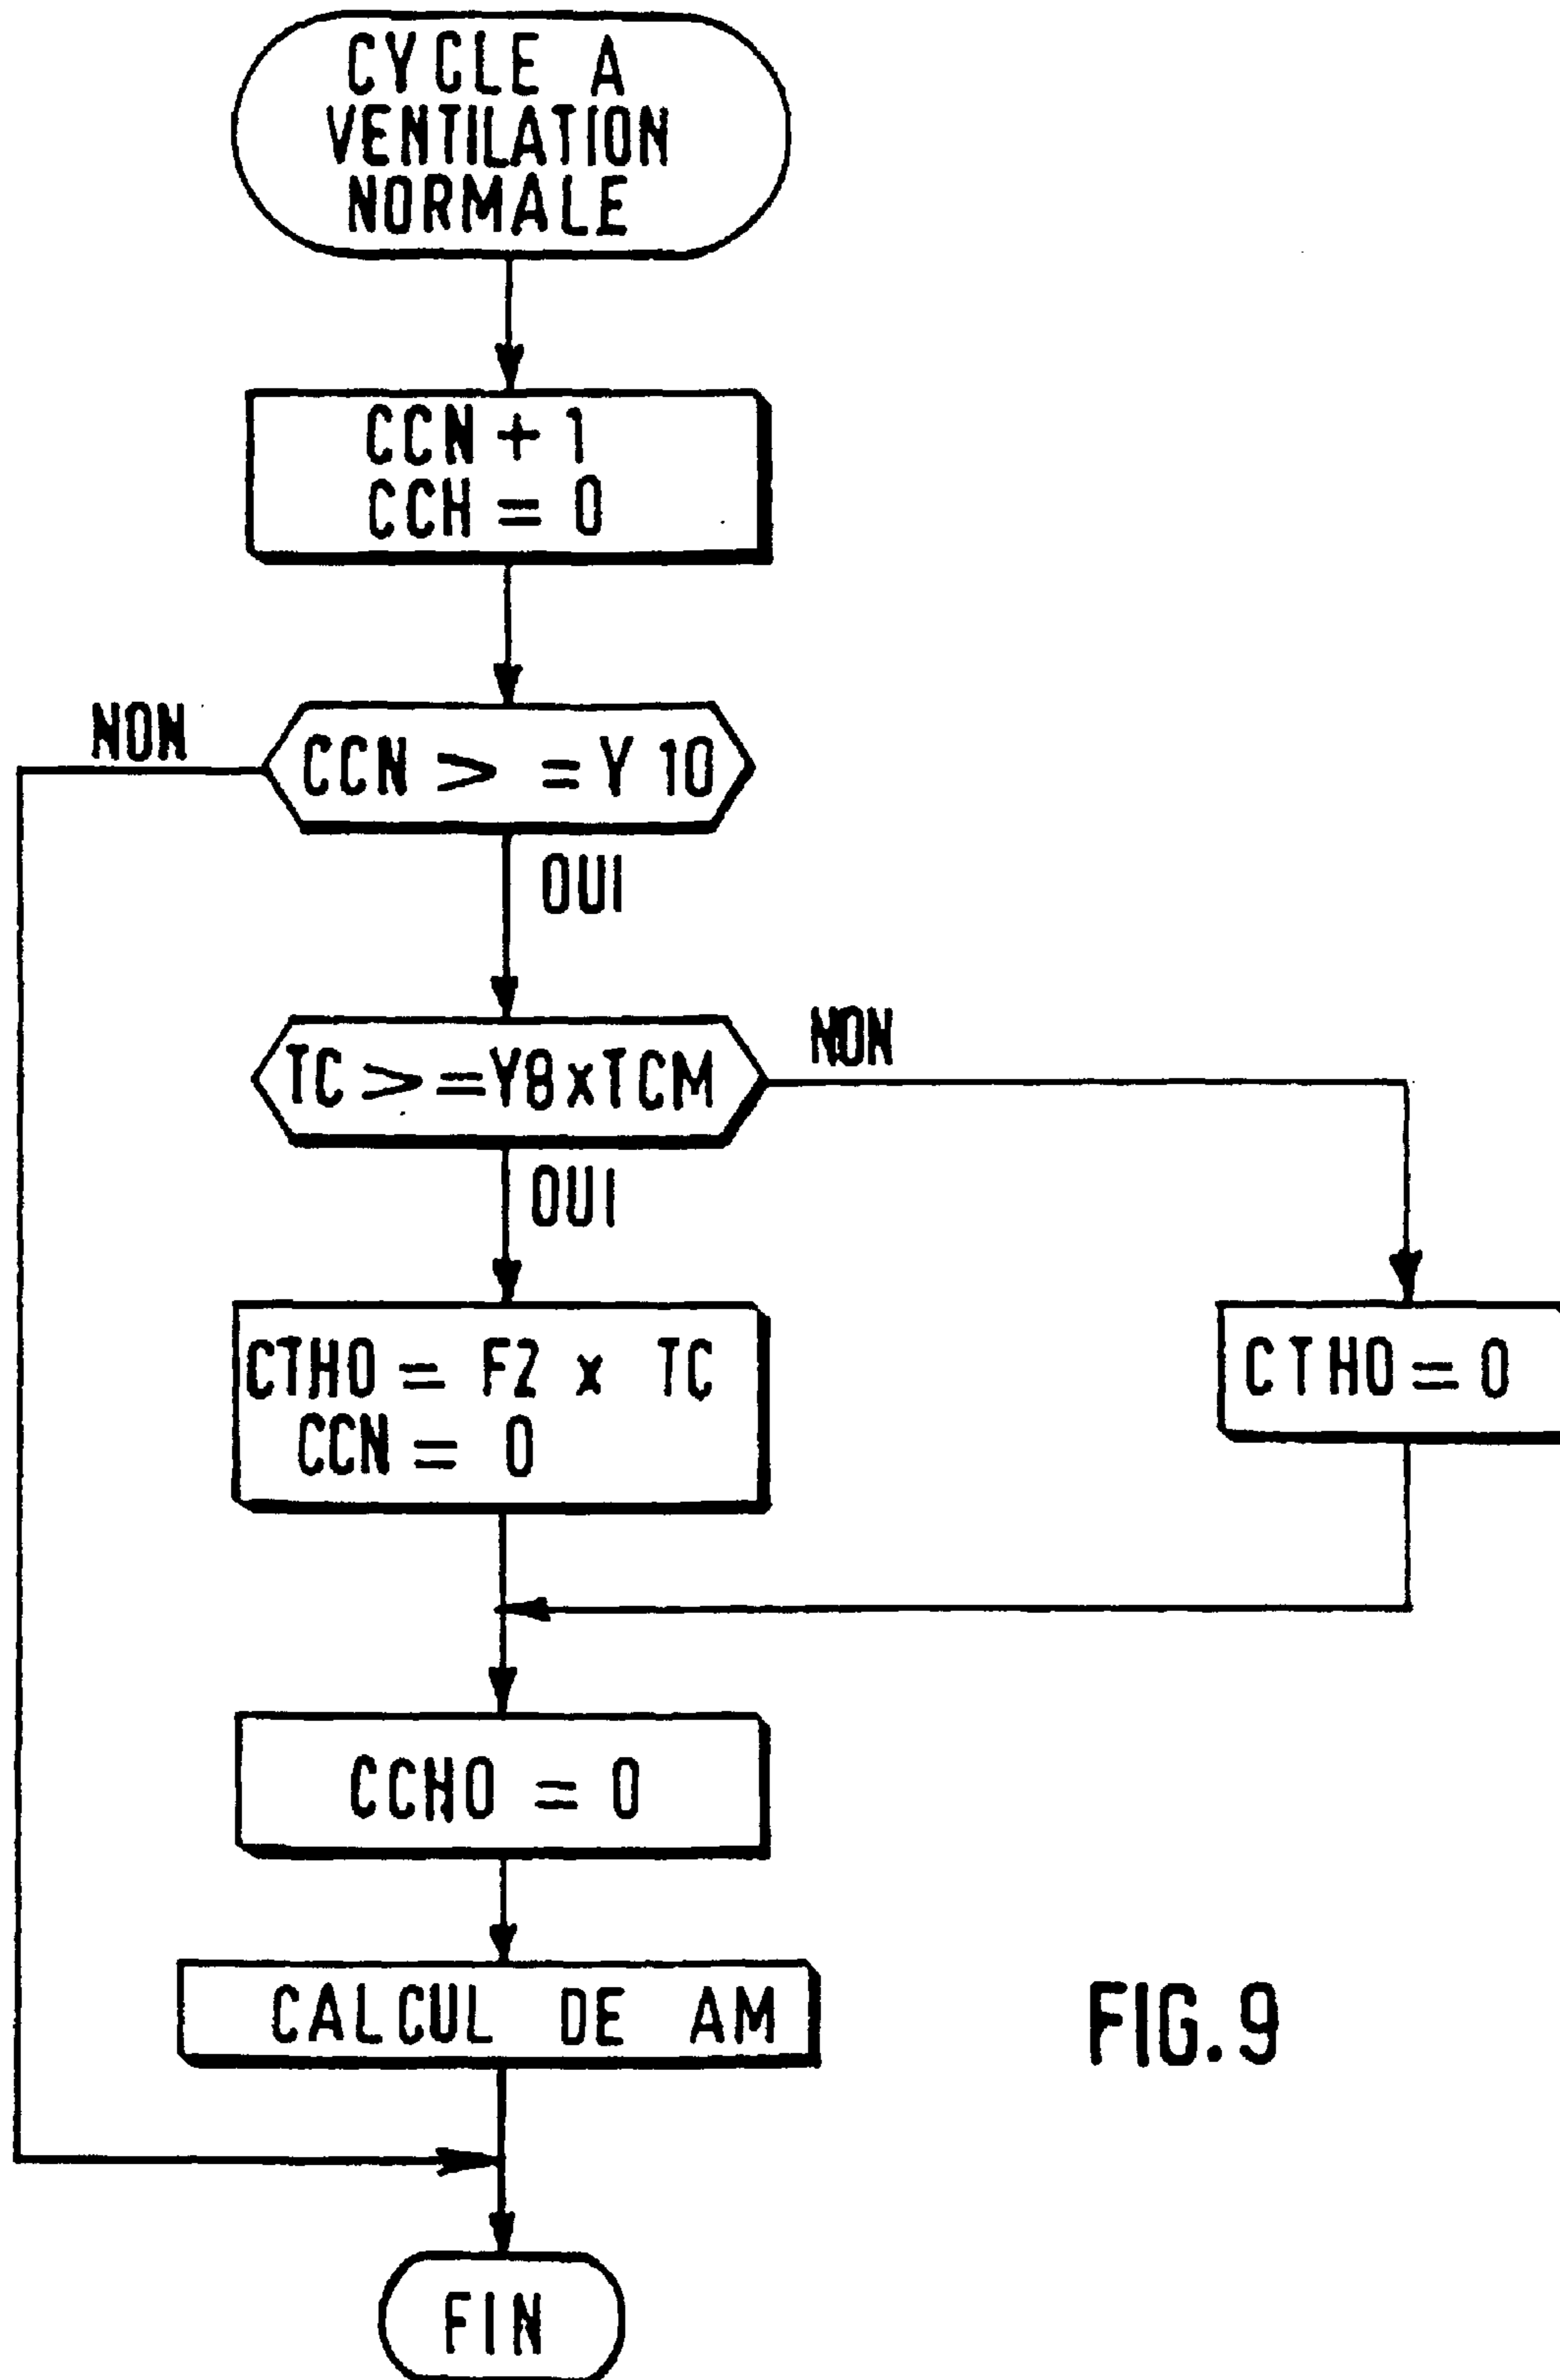 CYCLE A
VENTILATION
NORMALE
CCN + 1
CCH = 0
NON
CCN > = Y 10
OUI
TC > = Y8 x TCM
NON
OUI
CTHO = F2 x TC
CCN = 0
CTHO = 0
CCHO = 0
CALCUL DE AM
FIG. 9
FIN